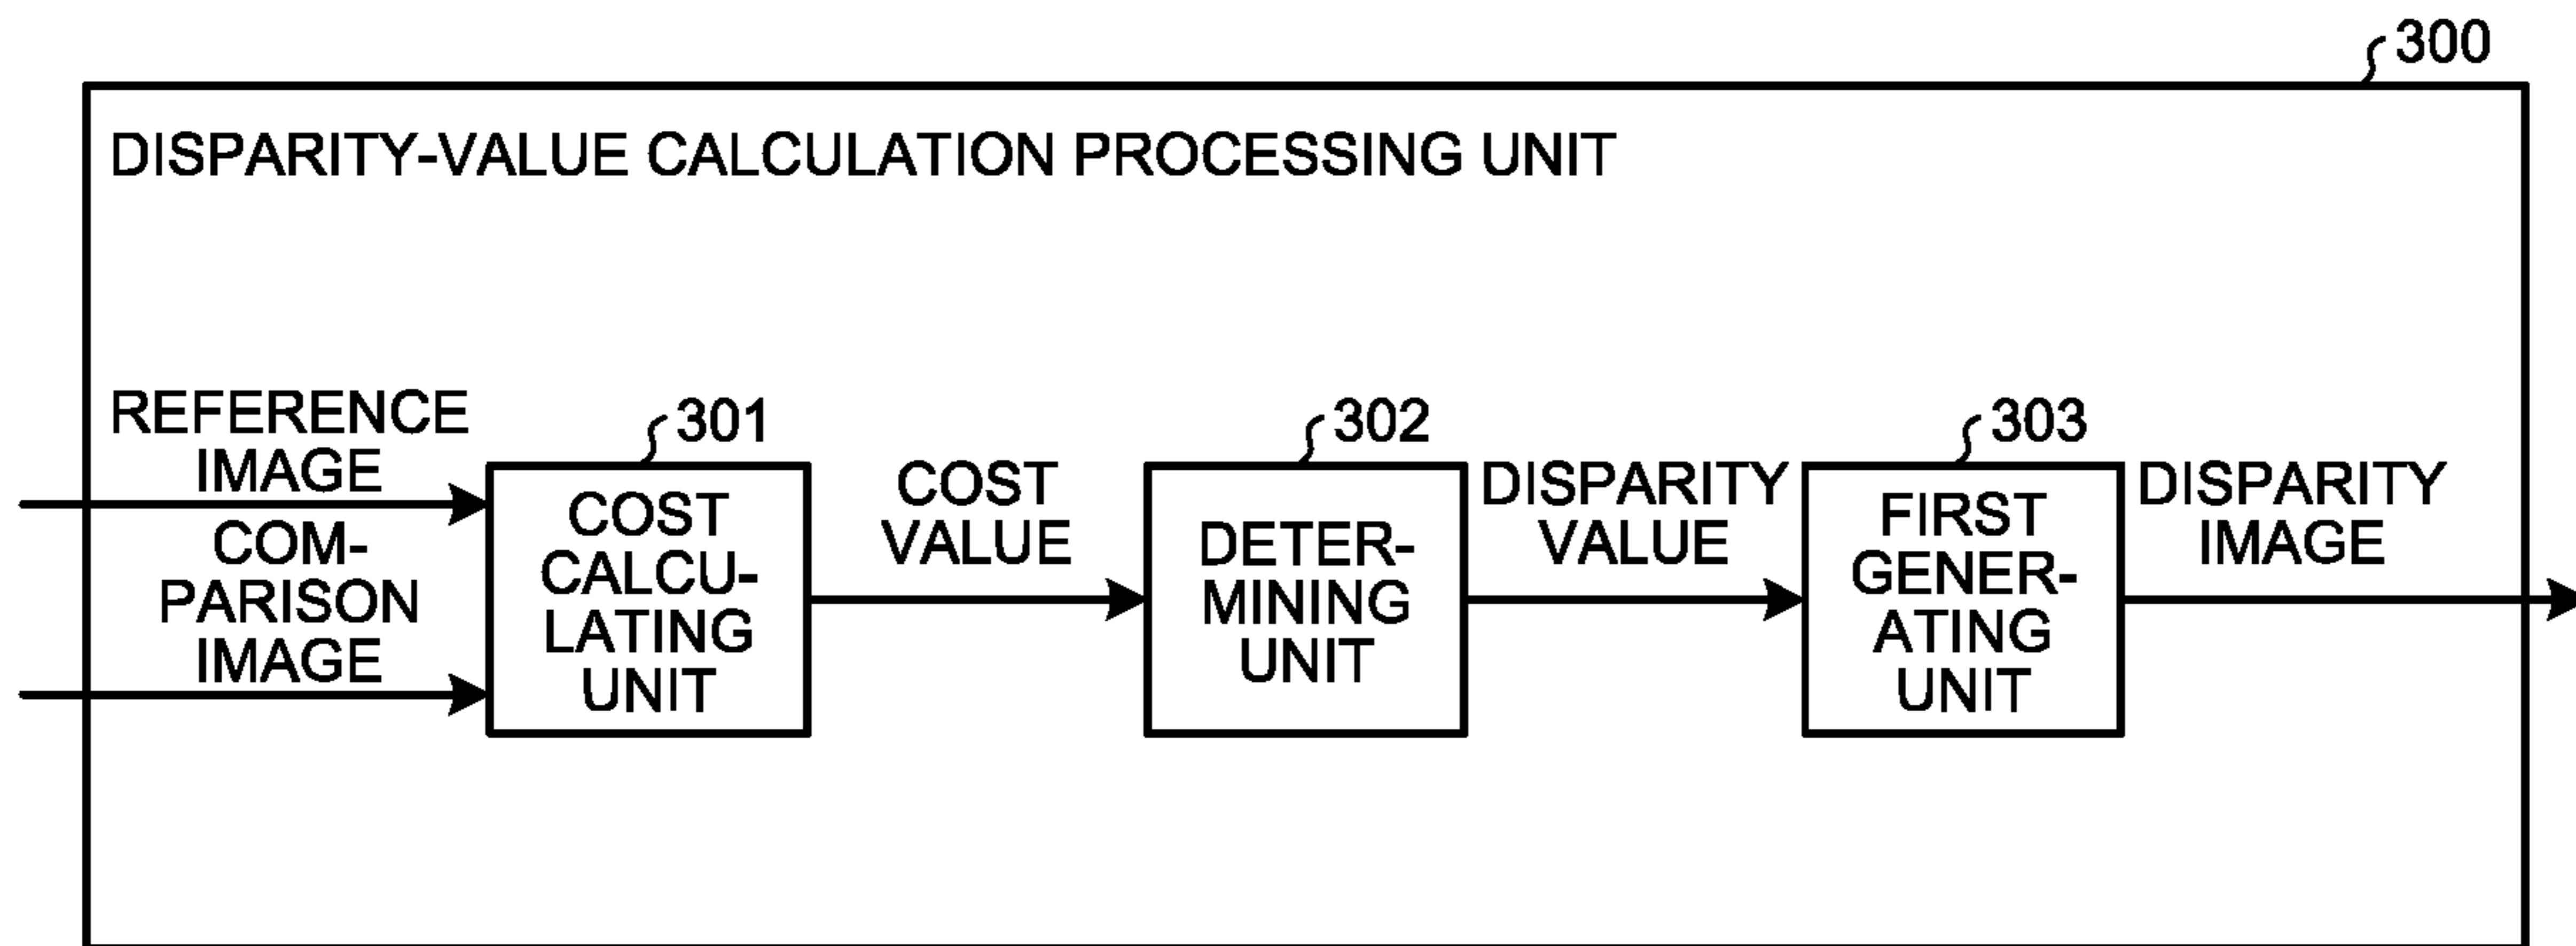 300
DISPARITY-VALUE CALCULATION PROCESSING UNIT
REFERENCE
IMAGE
COM-
PARISON
IMAGE
301
COST
CALCU-
LATING
UNIT
COST
VALUE
302
DETER-
MINING
UNIT
DISPARITY
VALUE
303
FIRST
GENER-
ATING
UNIT
DISPARITY
IMAGE